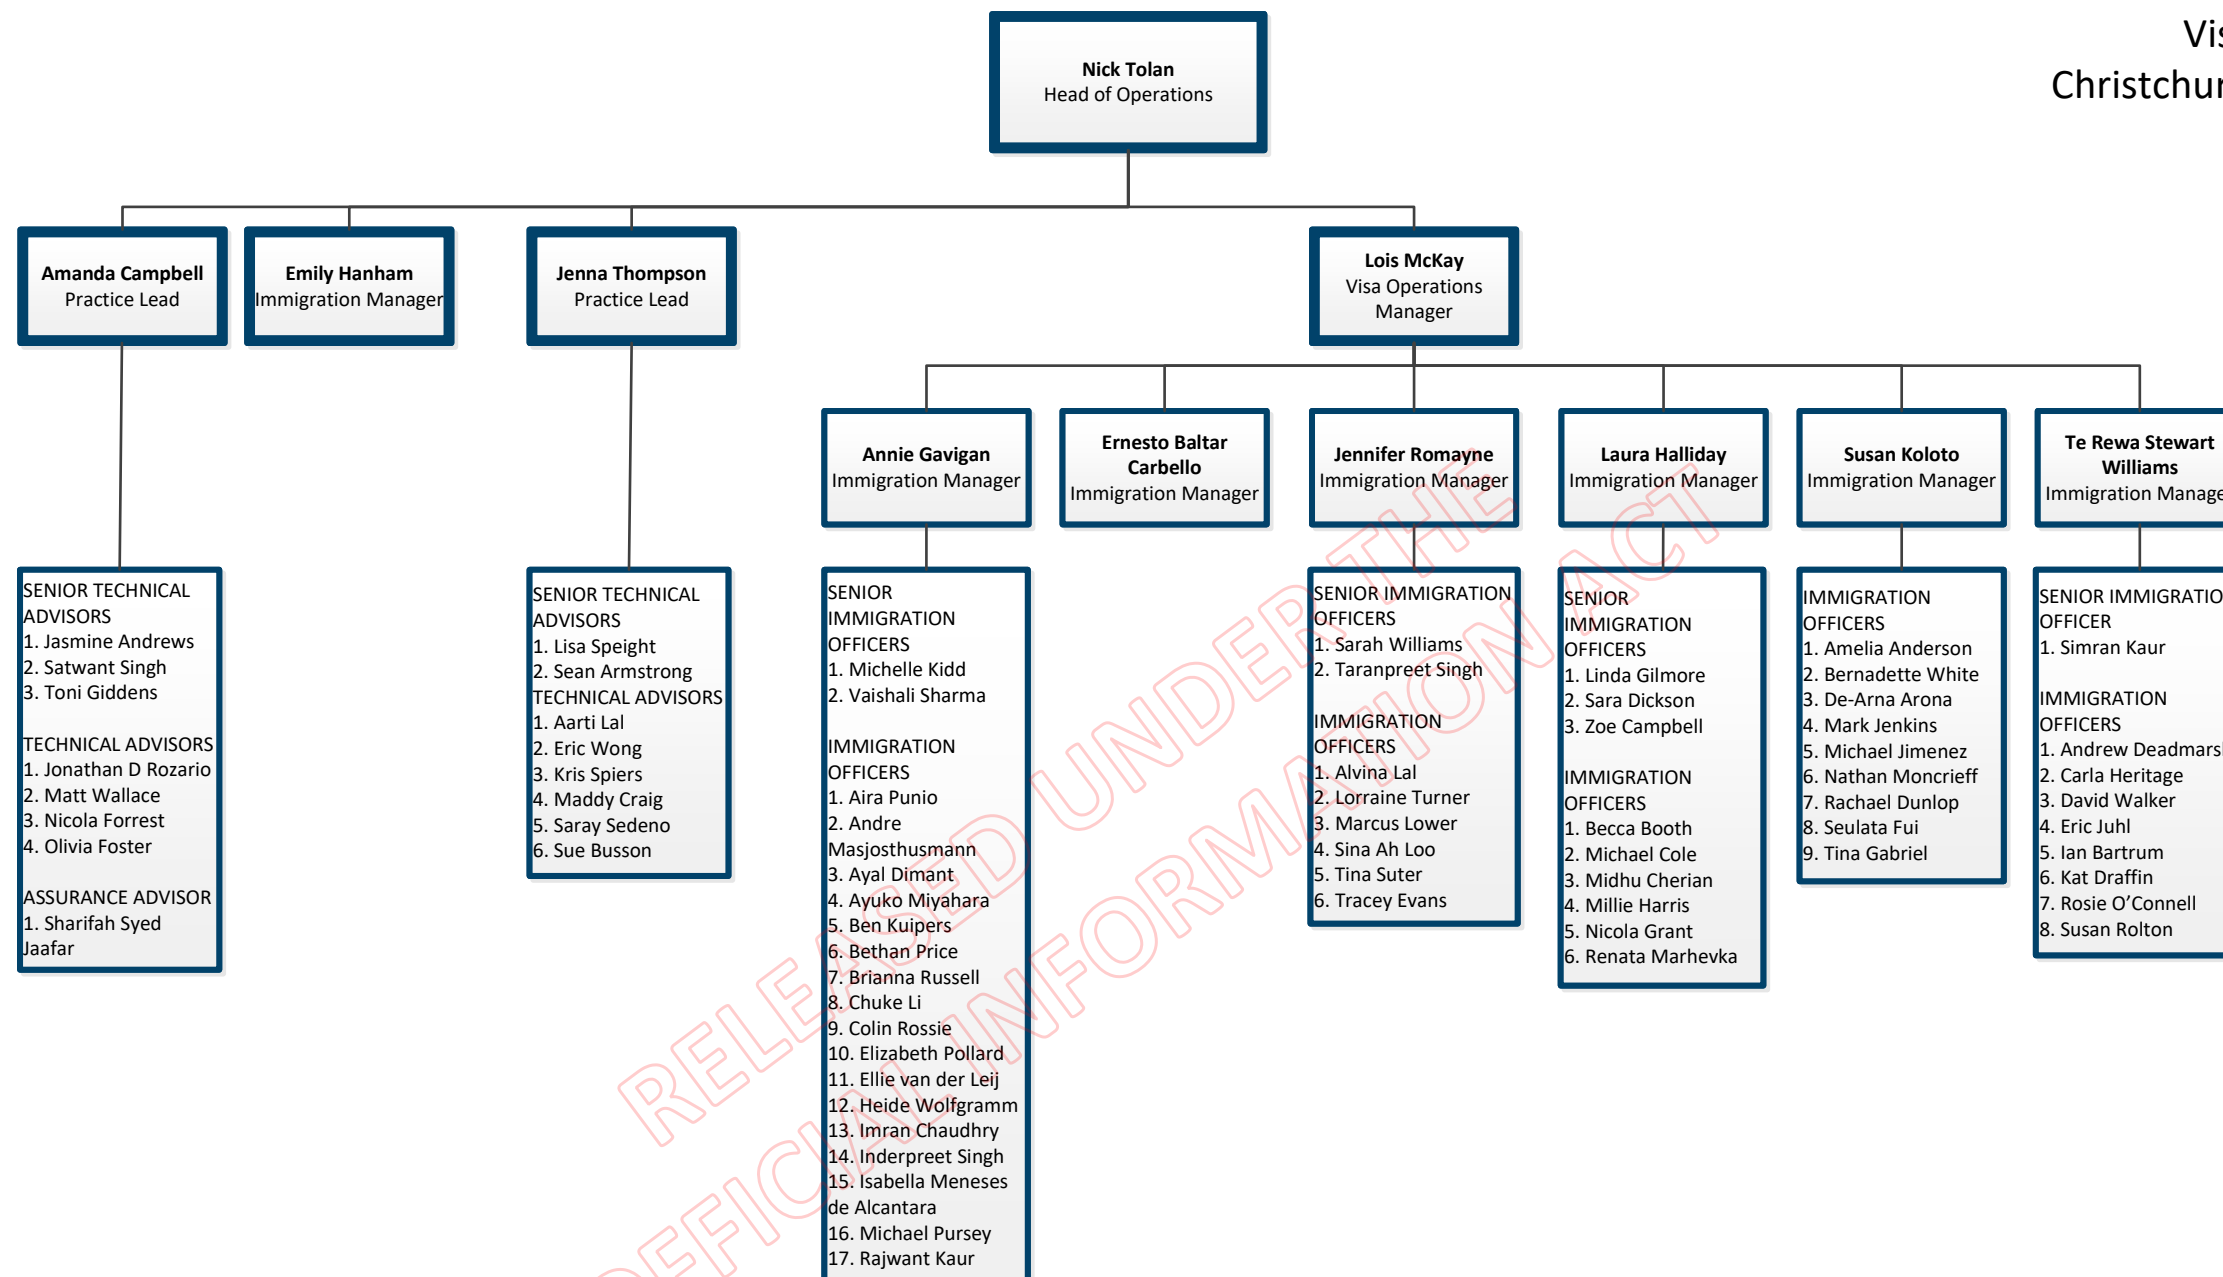 Christchur
Nick Tolan
Head of Operations
Amanda Campbell
Practice Lead
Emily Hanham
Immigration Manager
Jenna Thompson
Practice Lead
Lois McKay
Visa Operations
Manager
Annie Gavigan
Immigration Manager
Ernesto Baltar
Carbello
Immigration Manager
Jennifer Romayne
Immigration Manager
Laura Halliday
Immigration Manager
Susan Koloto
Immigration Manager
Te Rewa Stewart
Williams
Immigration Manage
SENIOR TECHNICAL
ADVISORS
1. Jasmine Andrews
2. Satwant Singh
3. Toni Giddens
TECHNICAL ADVISORS
1. Jonathan D Rozario
2. Matt Wallace
3. Nicola Forrest
4. Olivia Foster
ASSURANCE ADVISOR
1. Sharifah Syed
Jaafar
SENIOR TECHNICAL
ADVISORS
1. Lisa Speight
2. Sean Armstrong
TECHNICAL ADVISORS
1. Aarti Lal
2. Eric Wong
3. Kris Spiers
4. Maddy Craig
5. Saray Sedeno
6. Sue Busson
SENIOR
IMMIGRATION
OFFICERS
1. Michelle Kidd
2. Vaishali Sharma
IMMIGRATION
OFFICERS
1. Aira Punio
2. Andre
Masjosthusmann
3. Ayal Dimant
4. Ayuko Miyahara
5. Ben Kuipers
6. Bethan Price
7. Brianna Russell
8. Chuke Li
9. Colin Rossie
10. Elizabeth Pollard
11. Ellie van der Leij
12. Heide Wolfgramm
13. Imran Chaudhry
14. Inderpreet Singh
15. Isabella Meneses
de Alcantara
16. Michael Pursey
17. Rajwant Kaur
SENIOR IMMIGRATION
OFFICERS
1. Sarah Williams
2. Taranpreet Singh
IMMIGRATION
OFFICERS
1. Alvina Lal
2. Lorraine Turner
3. Marcus Lower
4. Sina Ah Loo
5. Tina Suter
6. Tracey Evans
SENIOR
IMMIGRATION
OFFICERS
1. Linda Gilmore
2. Sara Dickson
3. Zoe Campbell
IMMIGRATION
OFFICERS
1. Becca Booth
2. Michael Cole
3. Midhu Cherian
4. Millie Harris
5. Nicola Grant
6. Renata Marhevka
IMMIGRATION
OFFICERS
1. Amelia Anderson
2. Bernadette White
3. De-Arna Arona
4. Mark Jenkins
5. Michael Jimenez
6. Nathan Moncrieff
7. Rachael Dunlop
8. Seulata Fui
9. Tina Gabriel
SENIOR IMMIGRATIO
OFFICER
1. Simran Kaur
IMMIGRATION
OFFICERS
1. Andrew Deadmars
2. Carla Heritage
3. David Walker
4. Eric Juhl
5. Ian Bartrum
6. Kat Draffin
7. Rosie O’Connell
8. Susan Rolton
RELEASED UNDER THE
OFFICIAL INFORMATION ACT